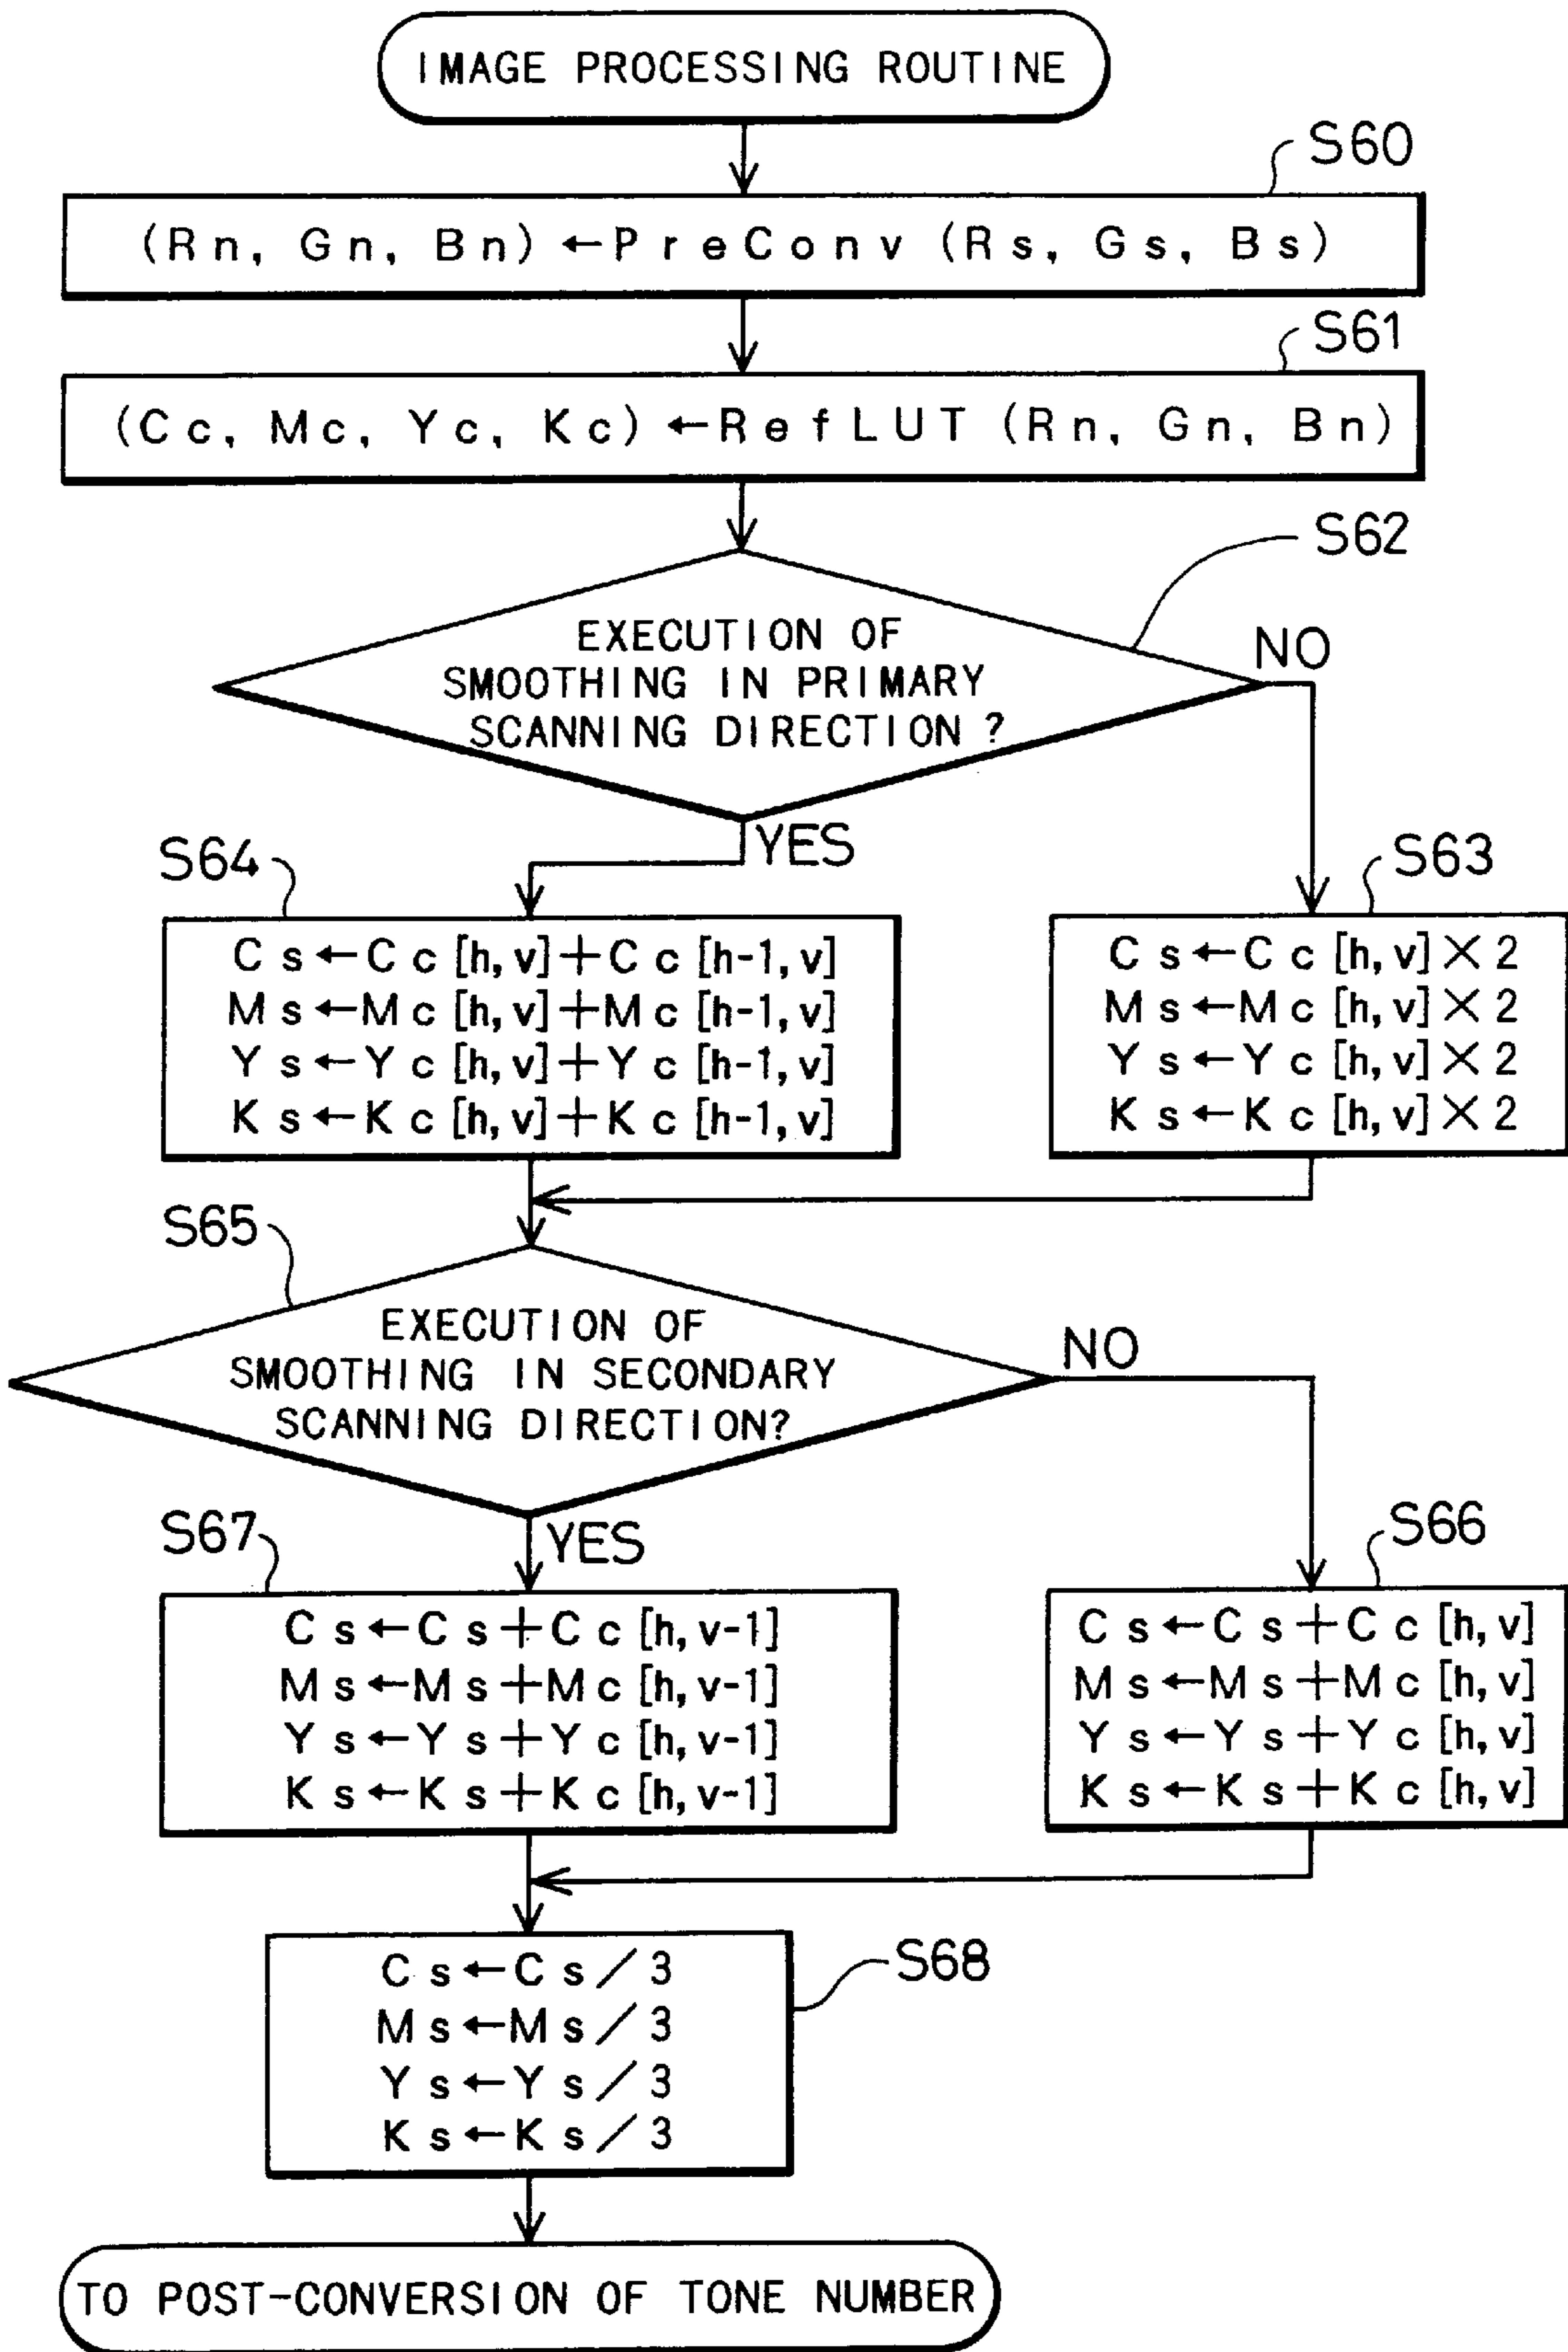 IMAGE PROCESSING ROUTINE
S60
(Rn, Gn, Bn) ←PreConv (Rs, Gs, Bs)
S61
(Cc, Mc, Yc, Kc) ←RefLUT (Rn, Gn, Bn)
S62
EXECUTION OF
SMOOTHING IN PRIMARY
SCANNING DIRECTION ?
NO
YES
S64
Cs←Cc[h,v]+Cc[h-1,v]
Ms←Mc[h,v]+Mc[h-1,v]
Ys←Yc[h,v]+Yc[h-1,v]
Ks←Kc[h,v]+Kc[h-1,v]
S63
Cs←Cc[h,v]×2
Ms←Mc[h,v]×2
Ys←Yc[h,v]×2
Ks←Kc[h,v]×2
S65
EXECUTION OF
SMOOTHING IN SECONDARY
SCANNING DIRECTION?
NO
YES
S67
Cs←Cs+Cc[h,v-1]
Ms←Ms+Mc[h,v-1]
Ys←Ys+Yc[h,v-1]
Ks←Ks+Kc[h,v-1]
S66
Cs←Cs+Cc[h,v]
Ms←Ms+Mc[h,v]
Ys←Ys+Yc[h,v]
Ks←Ks+Kc[h,v]
S68
Cs←Cs/3
Ms←Ms/3
Ys←Ys/3
Ks←Ks/3
TO POST-CONVERSION OF TONE NUMBER